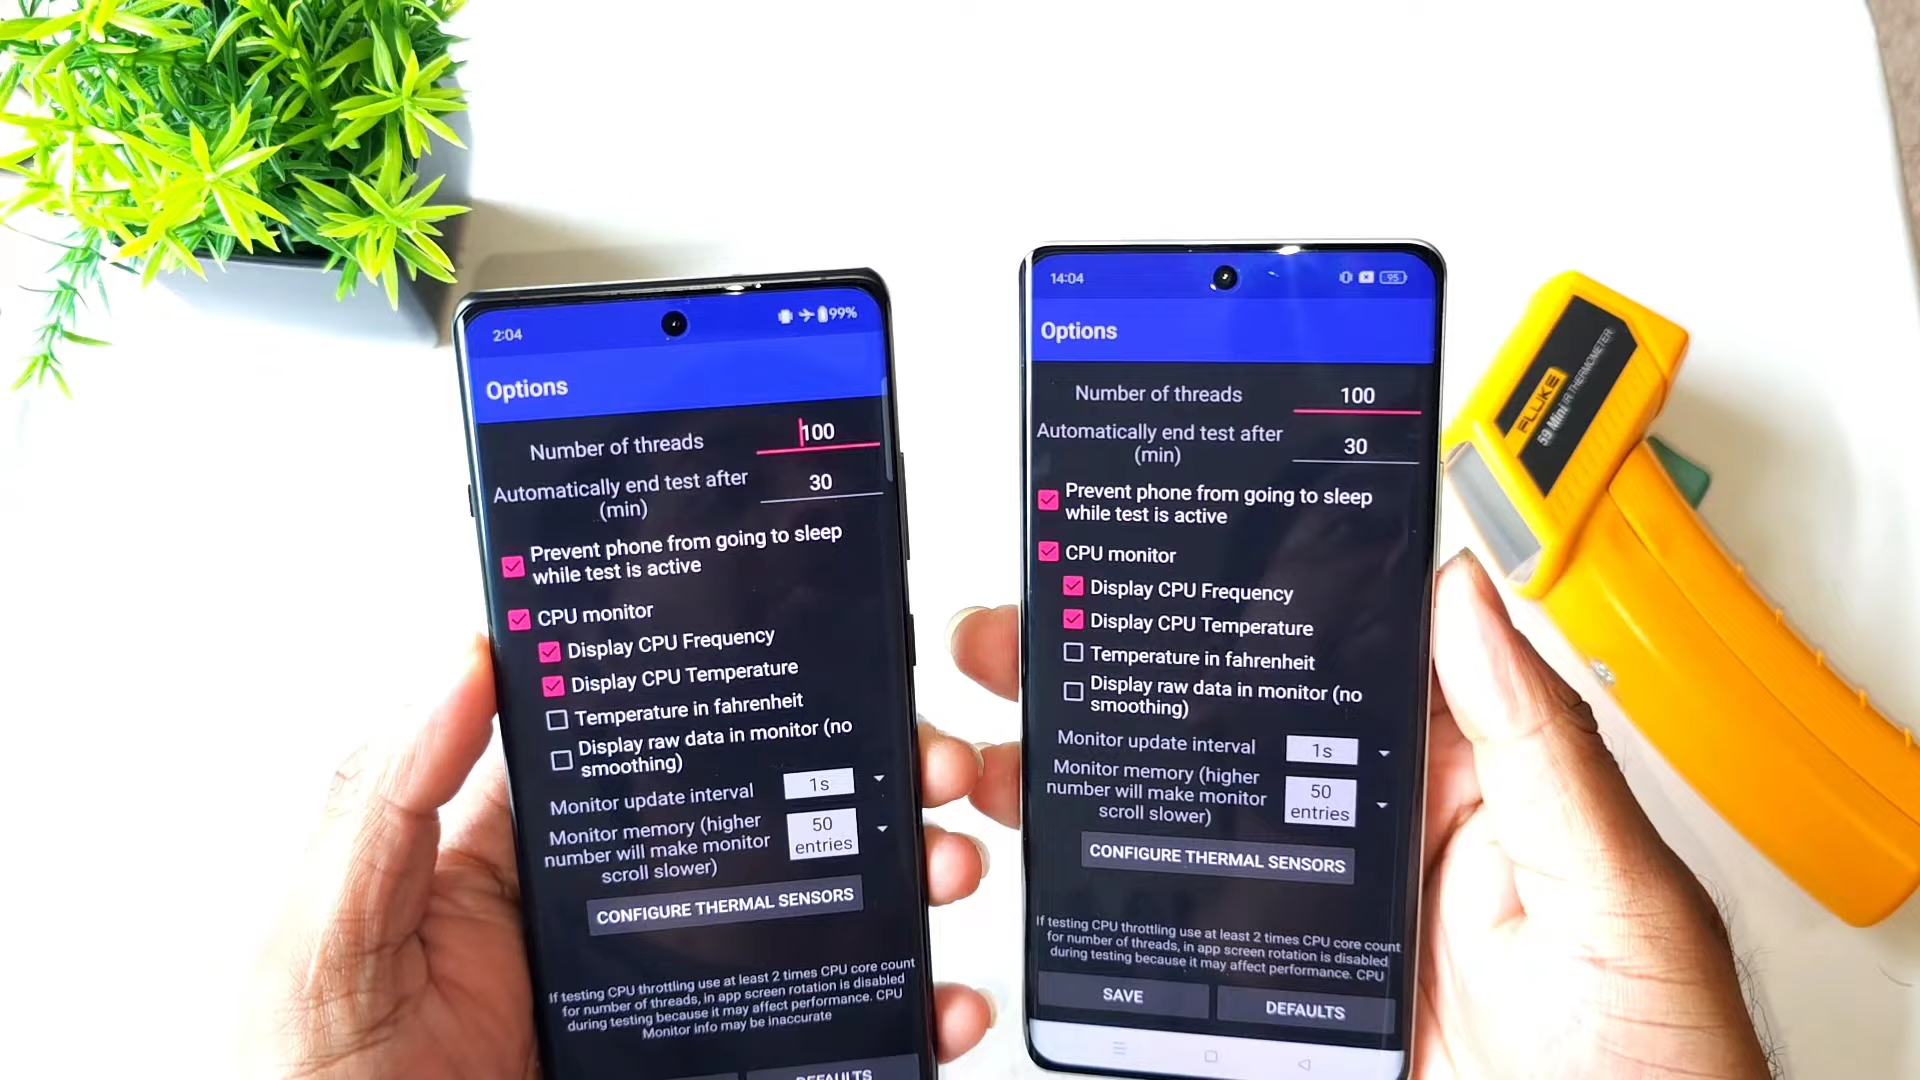 2:04
99%
Options
Number of threads
100
Automatically end test after
(min)
30
Prevent phone from going to sleep
while test is active
CPU monitor
Display CPU Frequency
Display CPU Temperature
Temperature in fahrenheit
Display raw data in monitor (no
smoothing)
Monitor update interval
1s
Monitor memory (higher
number will make monitor
scroll slower)
50
entries
CONFIGURE THERMAL SENSORS
If testing CPU throttling use at least 2 times CPU core count
for number of threads, in app screen rotation is disabled
during testing because it may affect performance. CPU
Monitor info may be inaccurate
DEFAULTS
14:04
95
Options
Number of threads
100
Automatically end test after
(min)
30
Prevent phone from going to sleep
while test is active
CPU monitor
Display CPU Frequency
Display CPU Temperature
Temperature in fahrenheit
Display raw data in monitor (no
smoothing)
Monitor update interval
1s
Monitor memory (higher
number will make monitor
scroll slower)
50
entries
CONFIGURE THERMAL SENSORS
If testing CPU throttling use at least 2 times CPU core count
for number of threads, in app screen rotation is disabled
during testing because it may affect performance. CPU
SAVE
DEFAULTS
FLUKE
59 Mini IR THERMOMETER